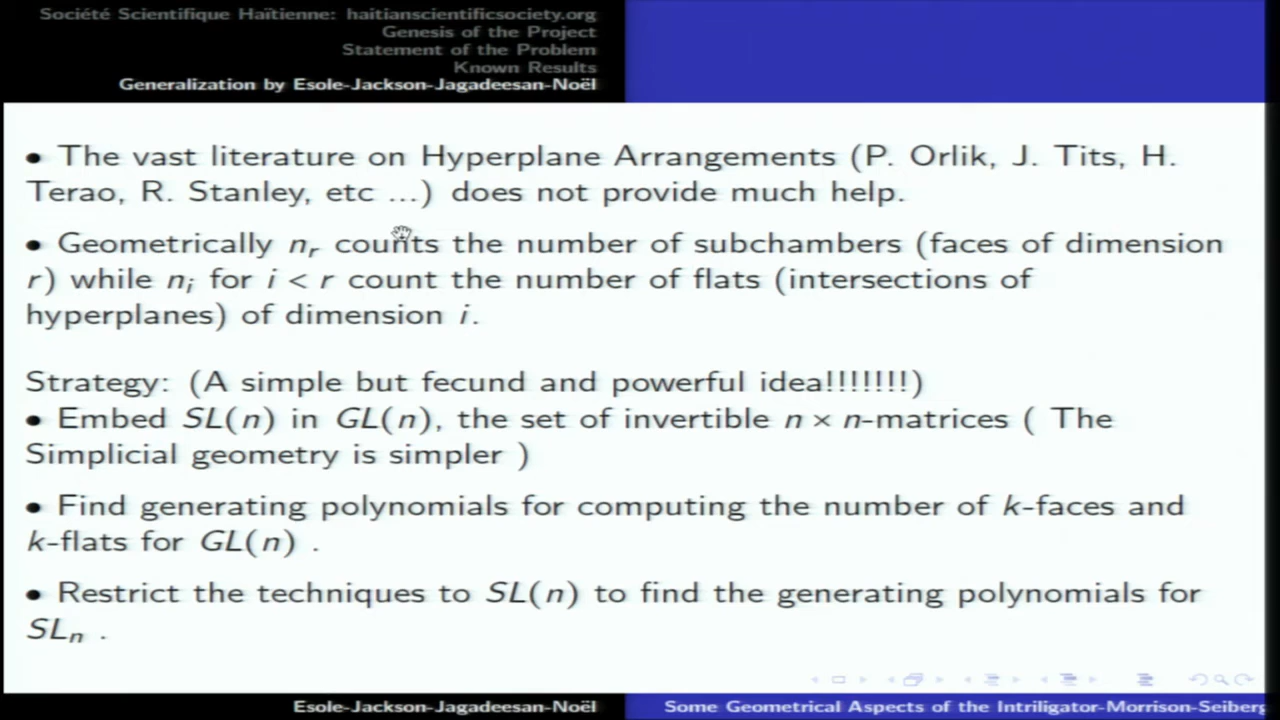 Société Scientifique Haïtienne: haitianscientificsociety.org
Genesis of the Project
Statement of the Problem
Known Results
Generalization by Esole-Jackson-Jagadeesan-Noël
• The vast literature on Hyperplane Arrangements (P. Orlik, J. Tits, H.
Terao, R. Stanley, etc ...) does not provide much help.
• Geometrically nᵣ counts the number of subchambers (faces of dimension
r) while nᵢ for i < r count the number of flats (intersections of
hyperplanes) of dimension i.
Strategy: (A simple but fecund and powerful idea!!!!!!!)
• Embed SL(n) in GL(n), the set of invertible n × n-matrices ( The
Simplicial geometry is simpler )
• Find generating polynomials for computing the number of k-faces and
k-flats for GL(n) .
• Restrict the techniques to SL(n) to find the generating polynomials for
SLₙ .
Esole-Jackson-Jagadeesan-Noël
Some Geometrical Aspects of the Intriligator-Morrison-Seiberg